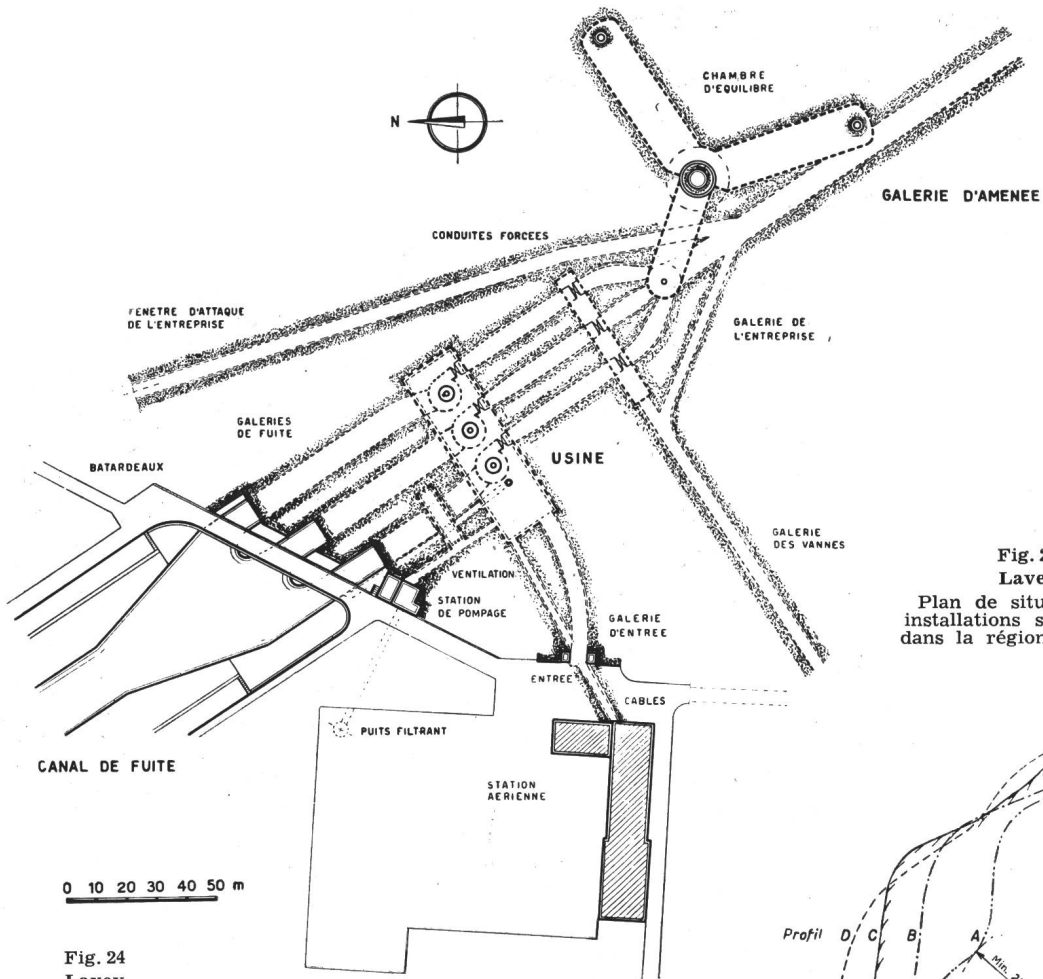 CHAMBRE
D'EQUILIBRE
N
GALERIE D'AMENEE
CONDUITES FORCEES
FENETRE D'ATTAQUE
DE L'ENTREPRISE
GALERIE DE
L'ENTREPRISE
GALERIES
DE FUITE
BATARDEAUX
USINE
GALERIE
DES VANNES
Fig. 2
Lave
Plan de situ
installations s
dans la région
VENTILATION
STATION
DE POMPAGE
GALERIE
D'ENTREE
ENTREE
CABLES
PUITS FILTRANT
CANAL DE FUITE
STATION
AERIENNE
0 10 20 30 40 50 m
Profil D C B A
Min.
Fig. 24